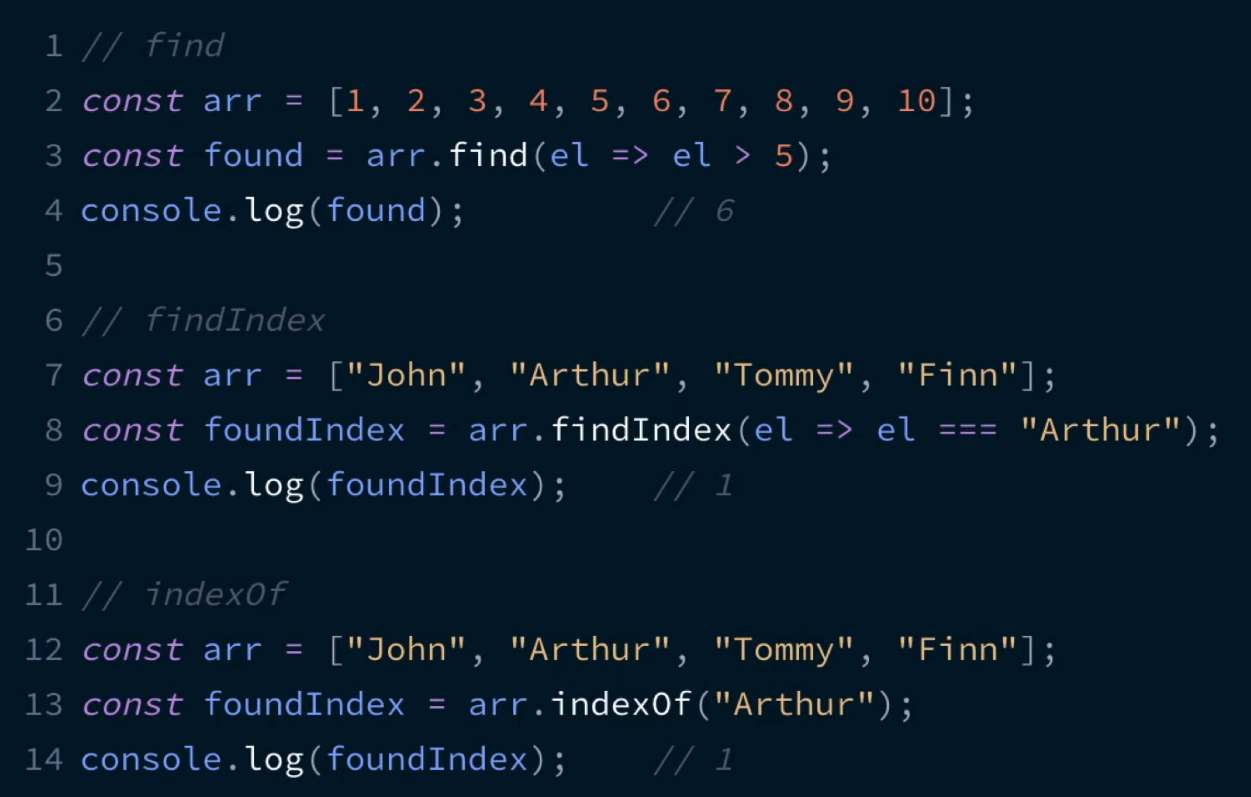 1 // find
2 const arr = [1, 2, 3, 4, 5, 6, 7, 8, 9, 10];
3 const found = arr.find(el => el > 5);
4 console.log(found);         // 6
5
6 // findIndex
7 const arr = ["John", "Arthur", "Tommy", "Finn"];
8 const foundIndex = arr.findIndex(el => el === "Arthur");
9 console.log(foundIndex);    // 1
10
11 // indexOf
12 const arr = ["John", "Arthur", "Tommy", "Finn"];
13 const foundIndex = arr.indexOf("Arthur");
14 console.log(foundIndex);    // 1